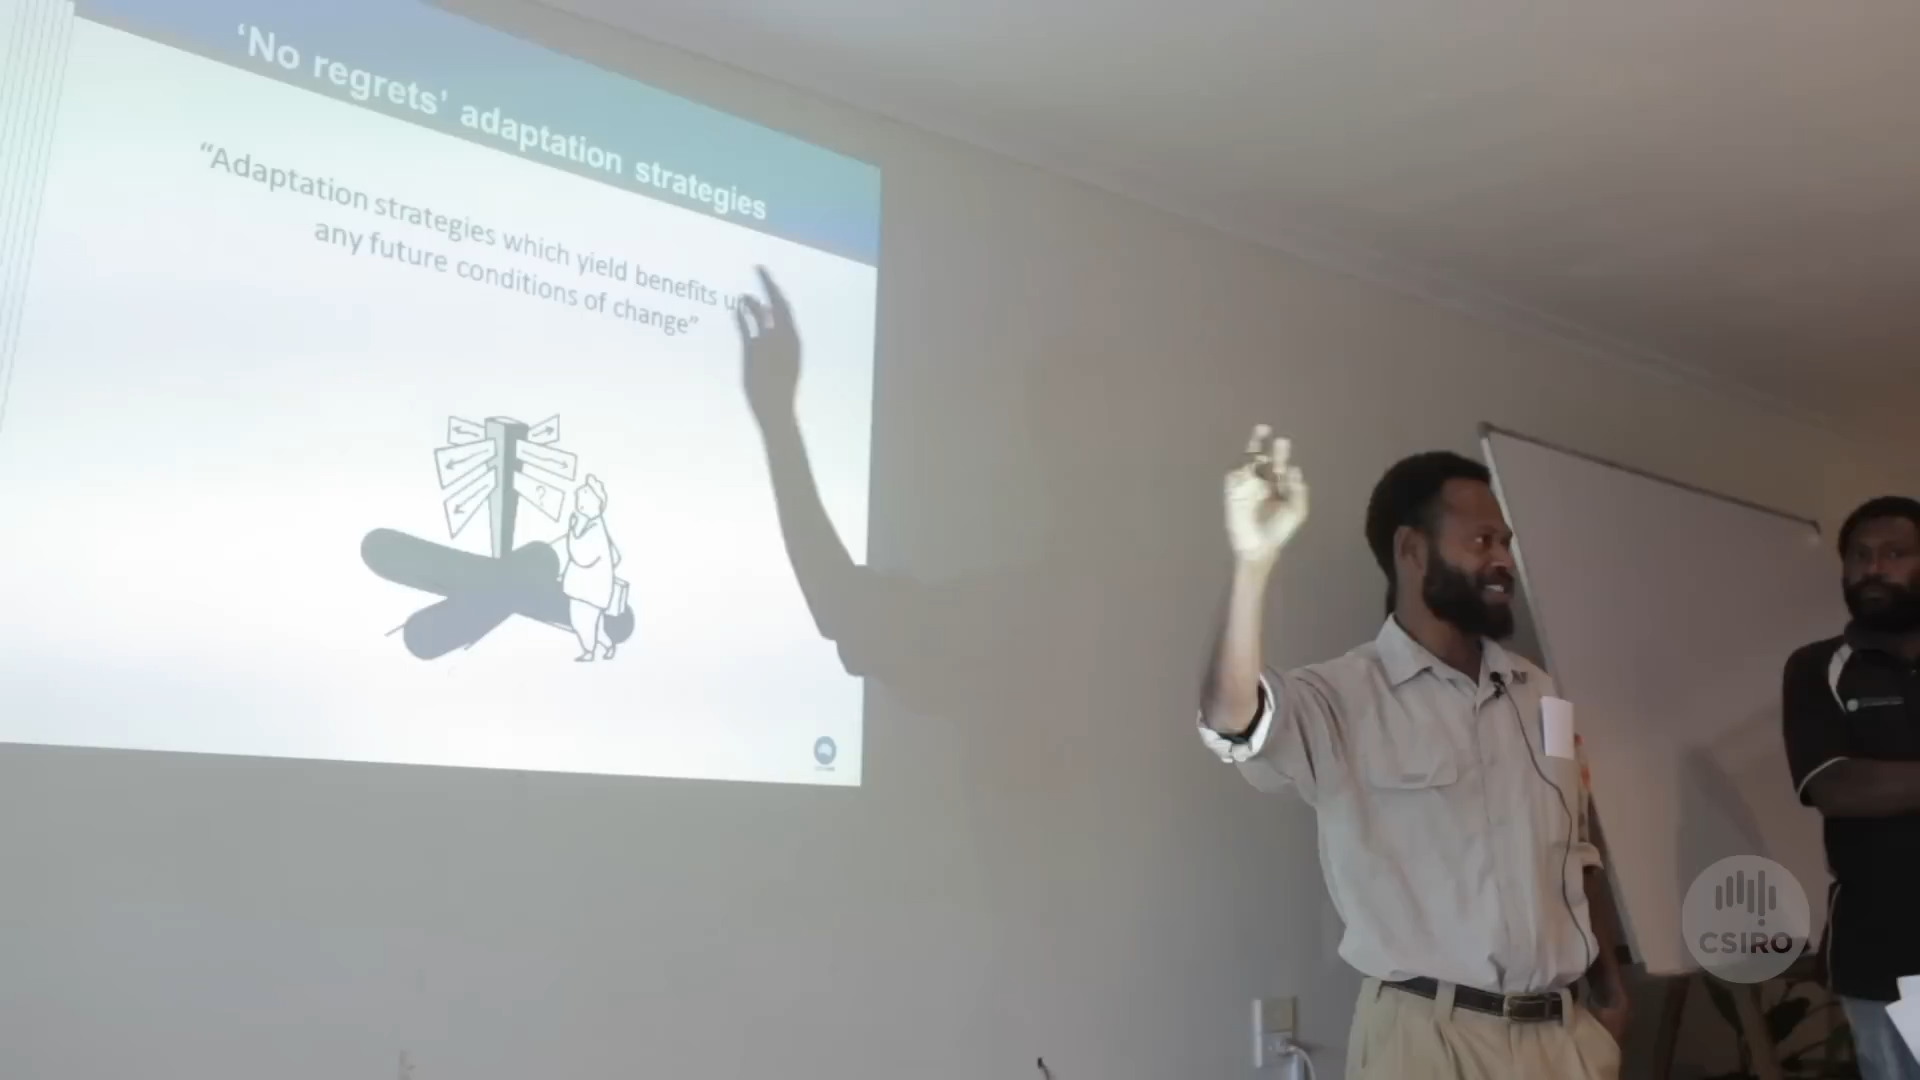 ‘No regrets’ adaptation strategies
“Adaptation strategies which yield benefits
any future conditions of change”
?
CSIRO